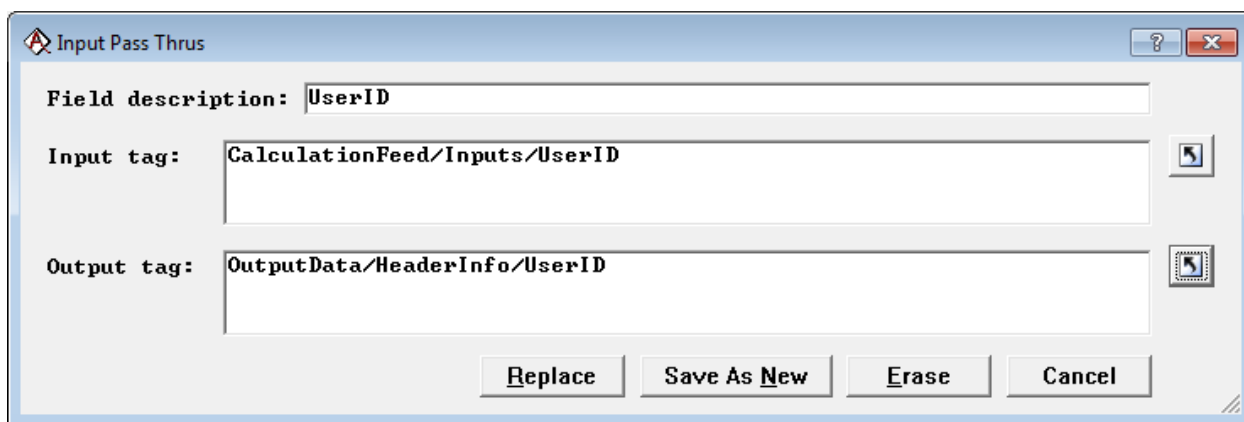 Input Pass Thrus
Field description: UserID
Input tag: CalculationFeed/Inputs/UserID
Output tag: OutputData/HeaderInfo/UserID
Replace Save As New Erase Cancel